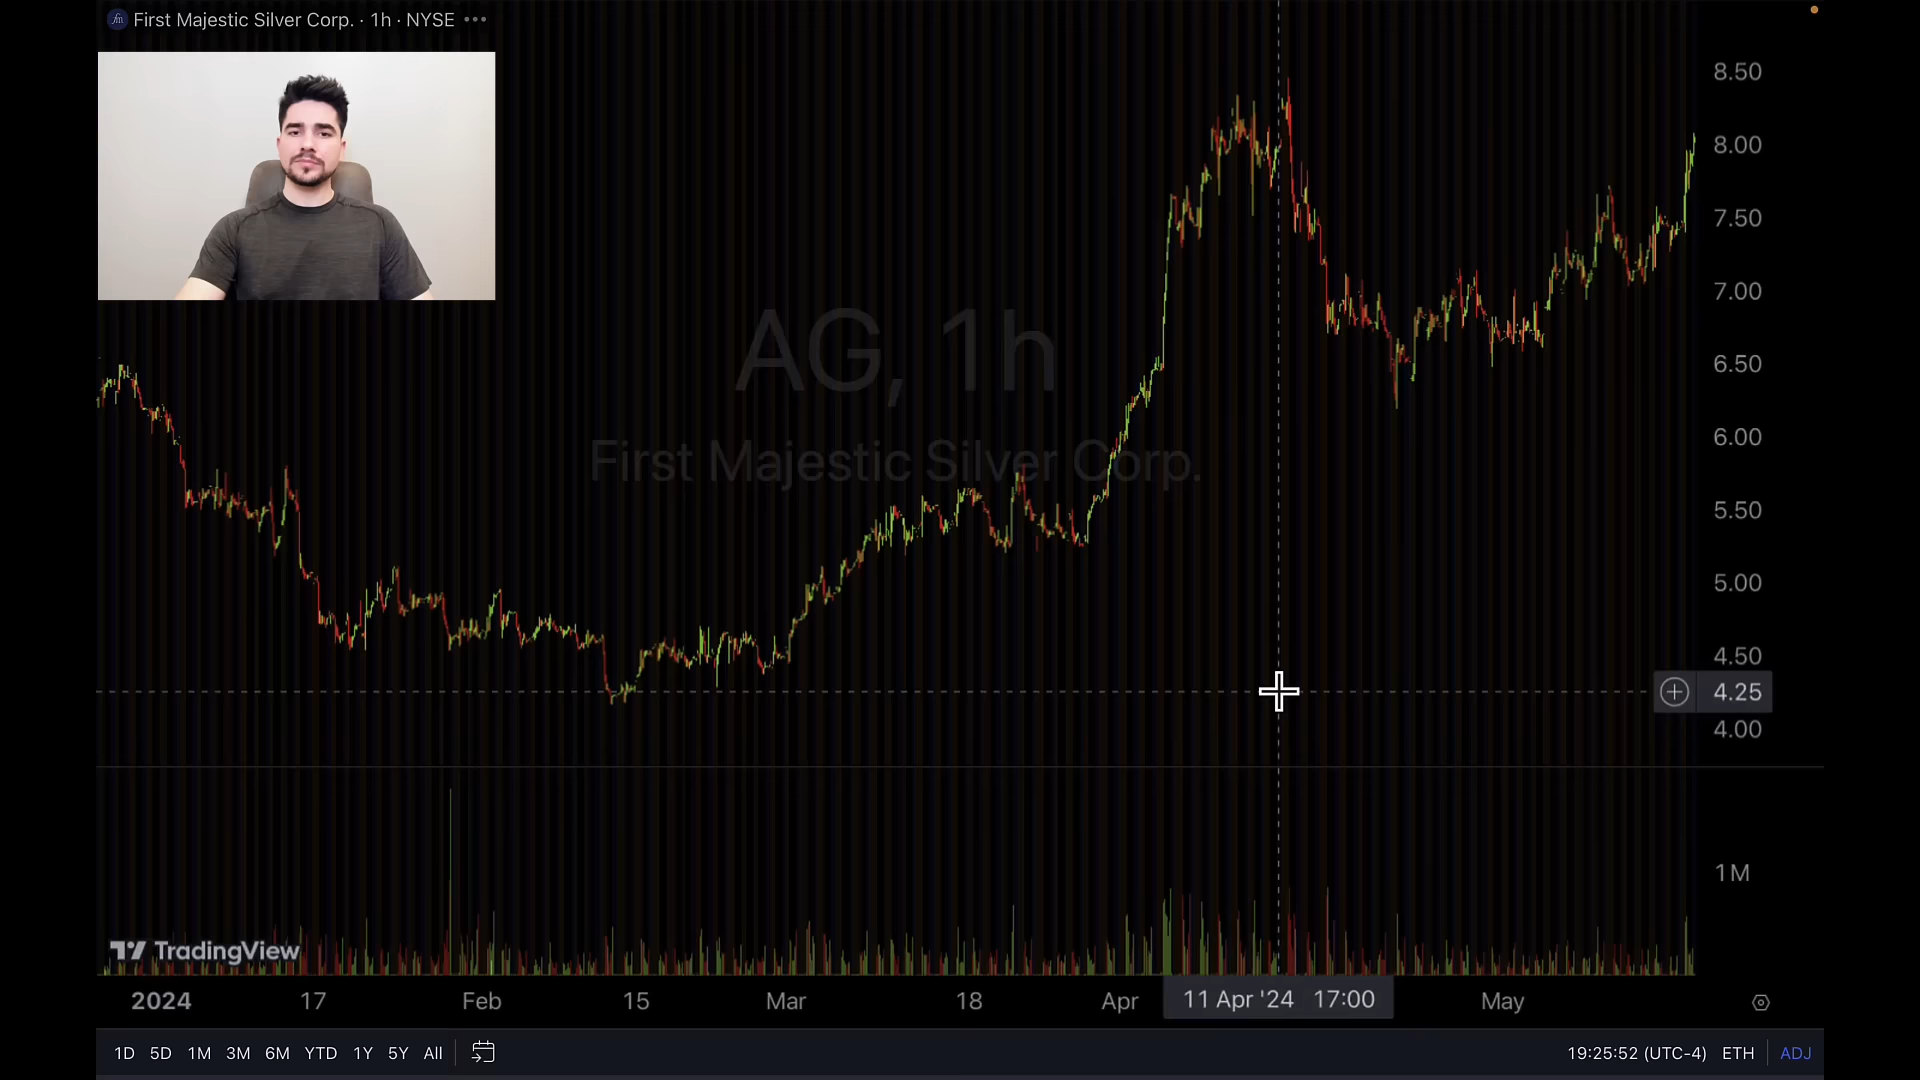 First Majestic Silver Corp. · 1h · NYSE
8.50
8.00
7.50
7.00
AG, 1h
6.50
6.00
First Majestic Silver Corp.
5.50
5.00
4.50
4.25
4.00
1M
TradingView
2024 17 Feb 15 Mar 18 Apr 11 Apr '24 17:00 May
1D 5D 1M 3M 6M YTD 1Y 5Y All 19:25:52 (UTC-4) ETH ADJ